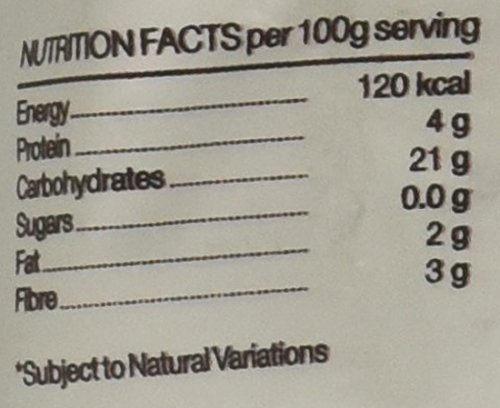 NUTRITION FACTS per 100g serving
Energy 120 kcal
Protein 4 g
Carbohydrates 21 g
Sugars 0.0 g
Fat 2 g
Fibre 3 g
*Subject to Natural Variations